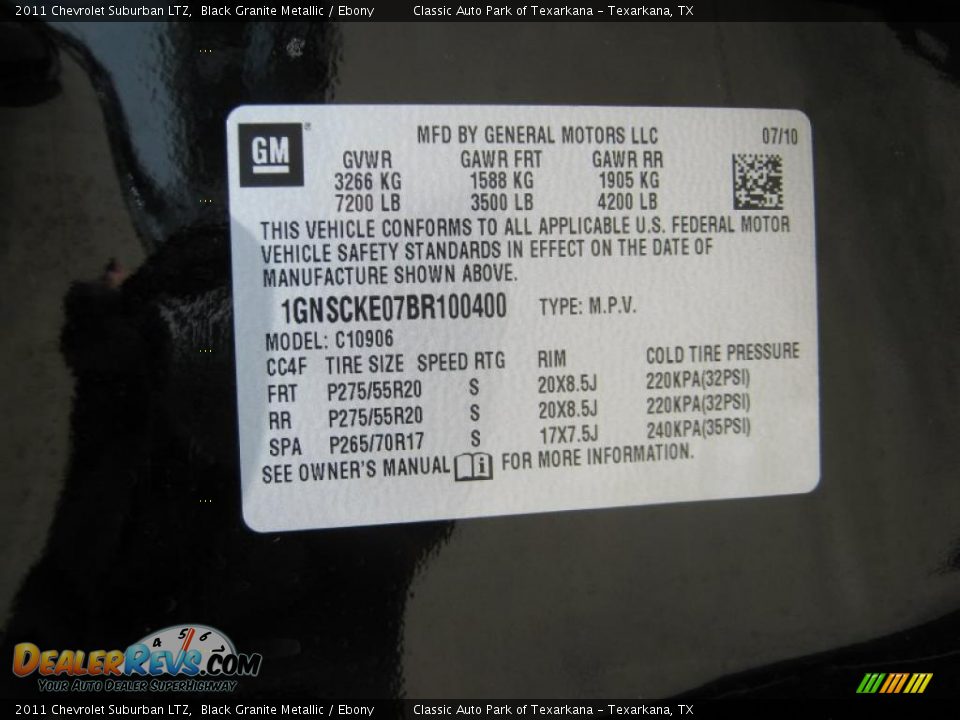 2011 Chevrolet Suburban LTZ, Black Granite Metallic / Ebony Classic Auto Park of Texarkana - Texarkana, TX
GM ® MFD BY GENERAL MOTORS LLC 07/10
GVWR GAWR FRT GAWR RR
3266 KG 1588 KG 1905 KG
7200 LB 3500 LB 4200 LB
THIS VEHICLE CONFORMS TO ALL APPLICABLE U.S. FEDERAL MOTOR
VEHICLE SAFETY STANDARDS IN EFFECT ON THE DATE OF
MANUFACTURE SHOWN ABOVE.
1GNSCKE07BR100400 TYPE: M.P.V.
MODEL: C10906
CC4F TIRE SIZE SPEED RTG RIM COLD TIRE PRESSURE
FRT P275/55R20 S 20X8.5J 220KPA(32PSI)
RR P275/55R20 S 20X8.5J 220KPA(32PSI)
SPA P265/70R17 S 17X7.5J 240KPA(35PSI)
SEE OWNER'S MANUAL i FOR MORE INFORMATION.
4 5 6 7
DEALERREVS.COM
YOUR AUTO DEALER SUPERHIGHWAY
2011 Chevrolet Suburban LTZ, Black Granite Metallic / Ebony Classic Auto Park of Texarkana - Texarkana, TX